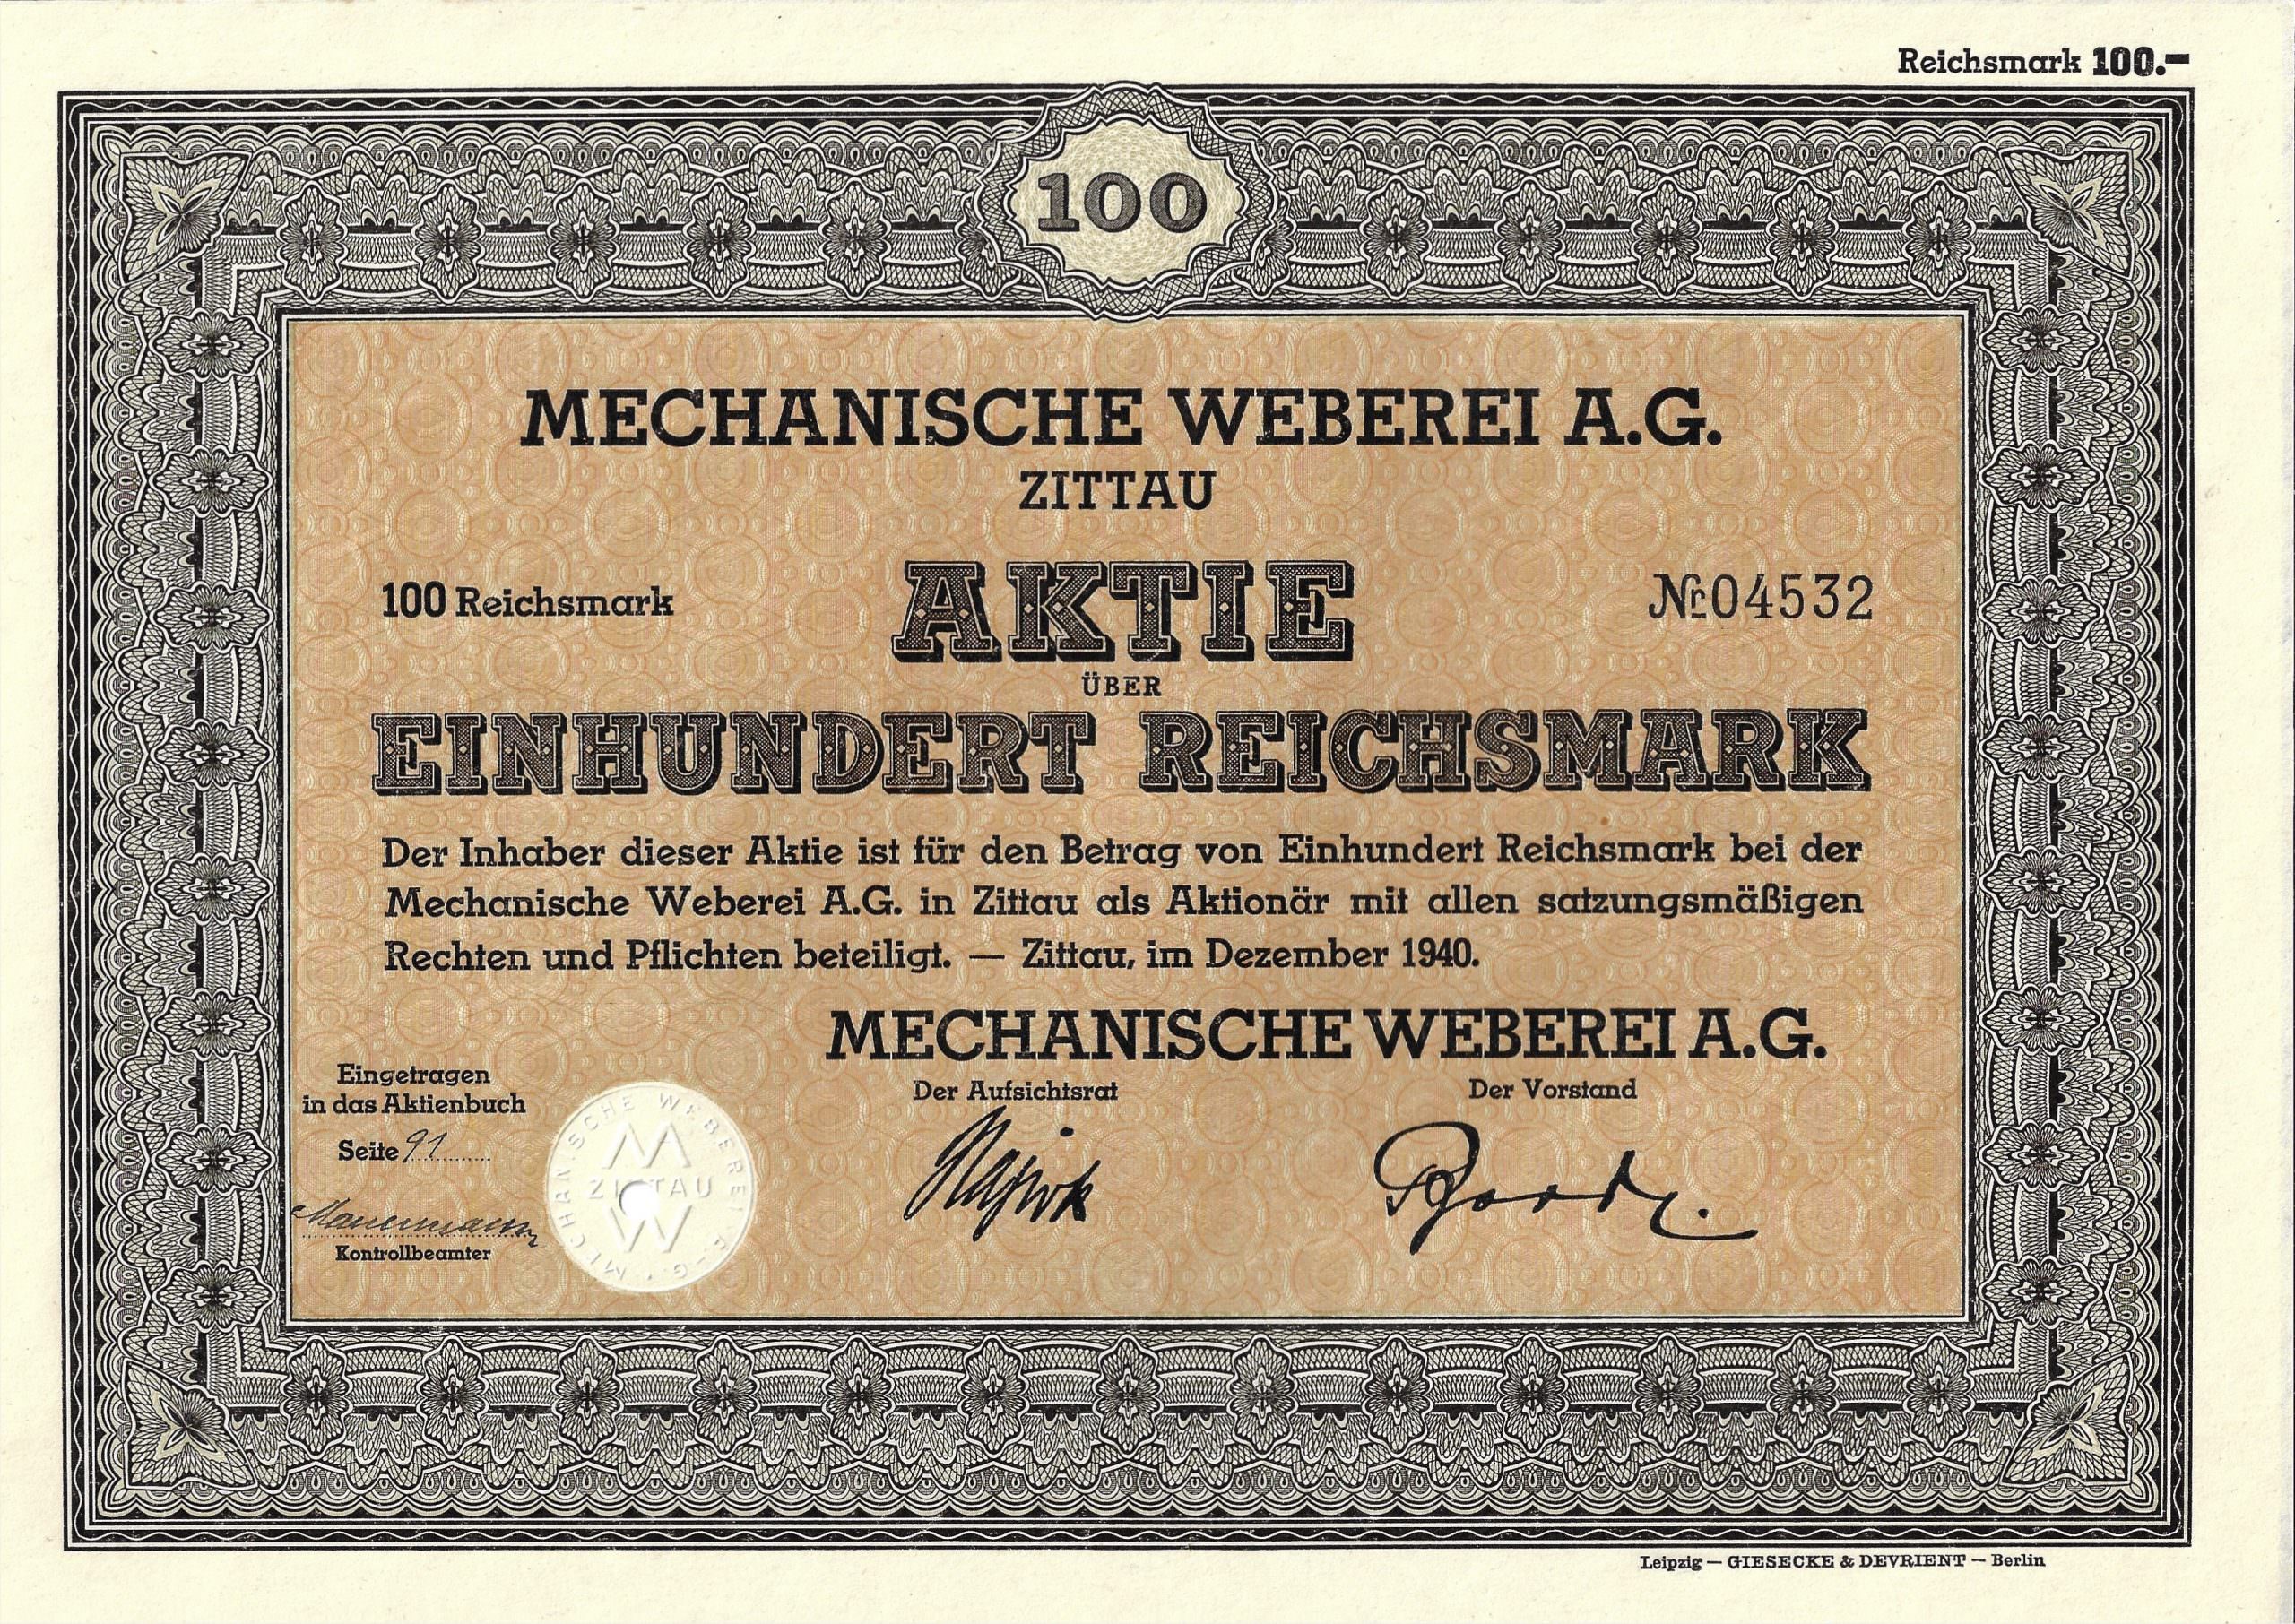 Reichsmark 100.-
100
MECHANISCHE WEBEREI A.G.
ZITTAU
100 Reichsmark
AKTIE
Nr. 04532
ÜBER
EINHUNDERT REICHSMARK
Der Inhaber dieser Aktie ist für den Betrag von Einhundert Reichsmark bei der
Mechanische Weberei A.G. in Zittau als Aktionär mit allen satzungsmäßigen
Rechten und Pflichten beteiligt. — Zittau, im Dezember 1940.
MECHANISCHE WEBEREI A.G.
Der Aufsichtsrat
Der Vorstand
Eingetragen
in das Aktienbuch
Seite 91
Kontrollbeamter
MECHANISCHE WEBEREI A-G
M
ZITTAU
W
Leipzig — GIESECKE & DEVRIENT — Berlin